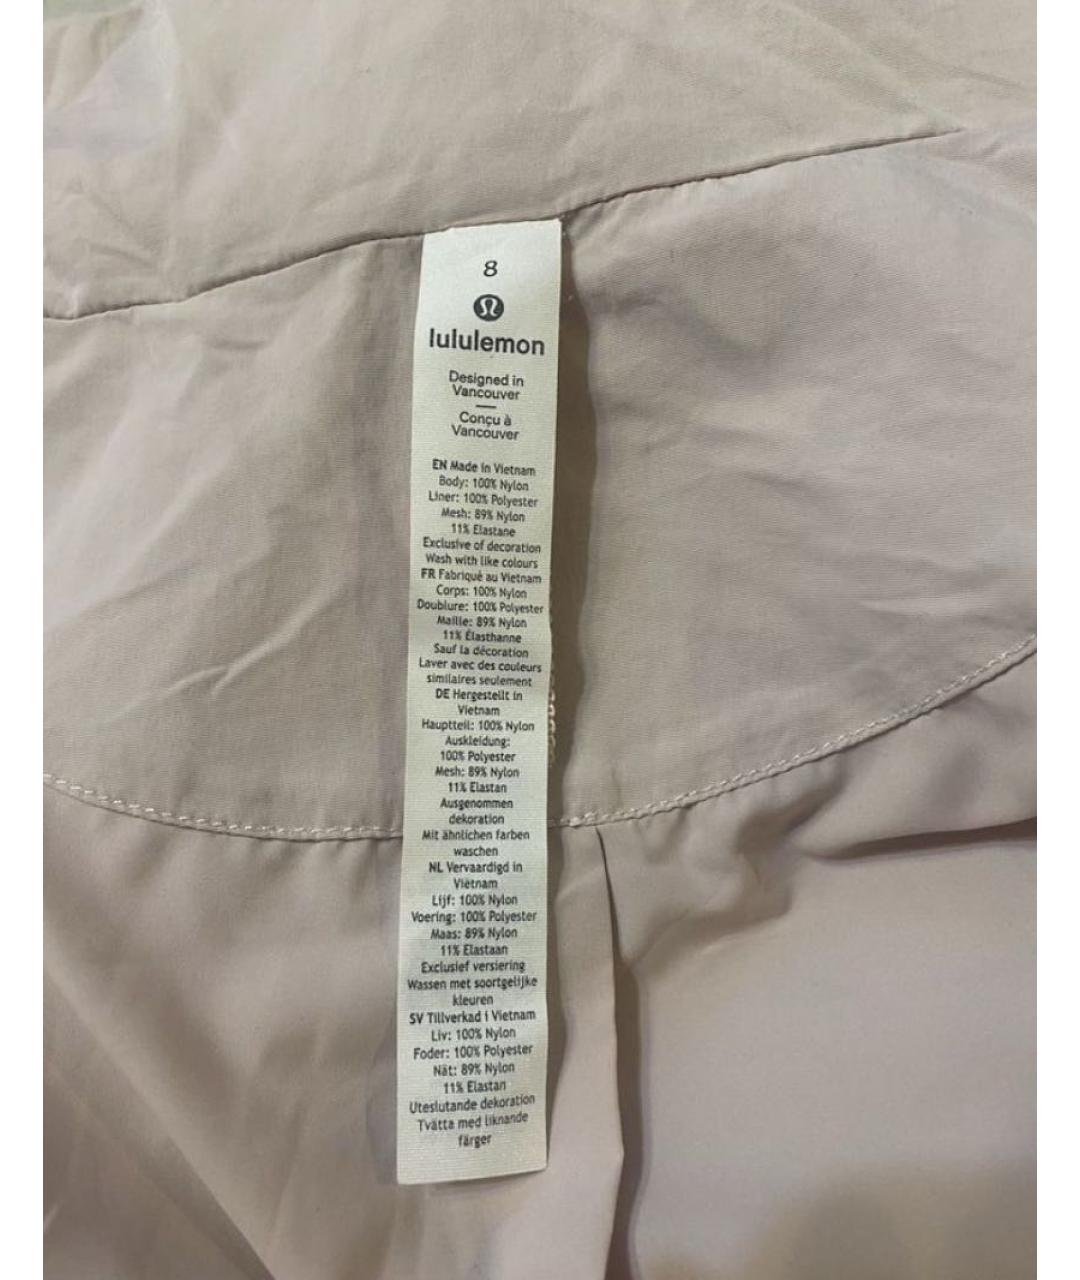 8
lululemon
Designed in
Vancouver
Conçu à
Vancouver
EN Made in Vietnam
Body: 100% Nylon
Liner: 100% Polyester
Mesh: 89% Nylon
11% Elastane
Exclusive of decoration
Wash with like colours
FR Fabriqué au Vietnam
Corps: 100% Nylon
Doublure: 100% Polyester
Maille: 89% Nylon
11% Élasthanne
Sauf la décoration
Laver avec des couleurs
similaires seulement
DE Hergestellt in
Vietnam
Hauptteil: 100% Nylon
Auskleidung:
100% Polyester
Mesh: 89% Nylon
11% Elastan
Ausgenommen
dekoration
Mit ähnlichen farben
waschen
NL Vervaardigd in
Viëtnam
Lijf: 100% Nylon
Voering: 100% Polyester
Maas: 89% Nylon
11% Elastaan
Exclusief versiering
Wassen met soortgelijke
kleuren
SV Tillverkad i Vietnam
Liv: 100% Nylon
Foder: 100% Polyester
Nät: 89% Nylon
11% Elastan
Uteslutande dekoration
Tvätta med liknande
färger